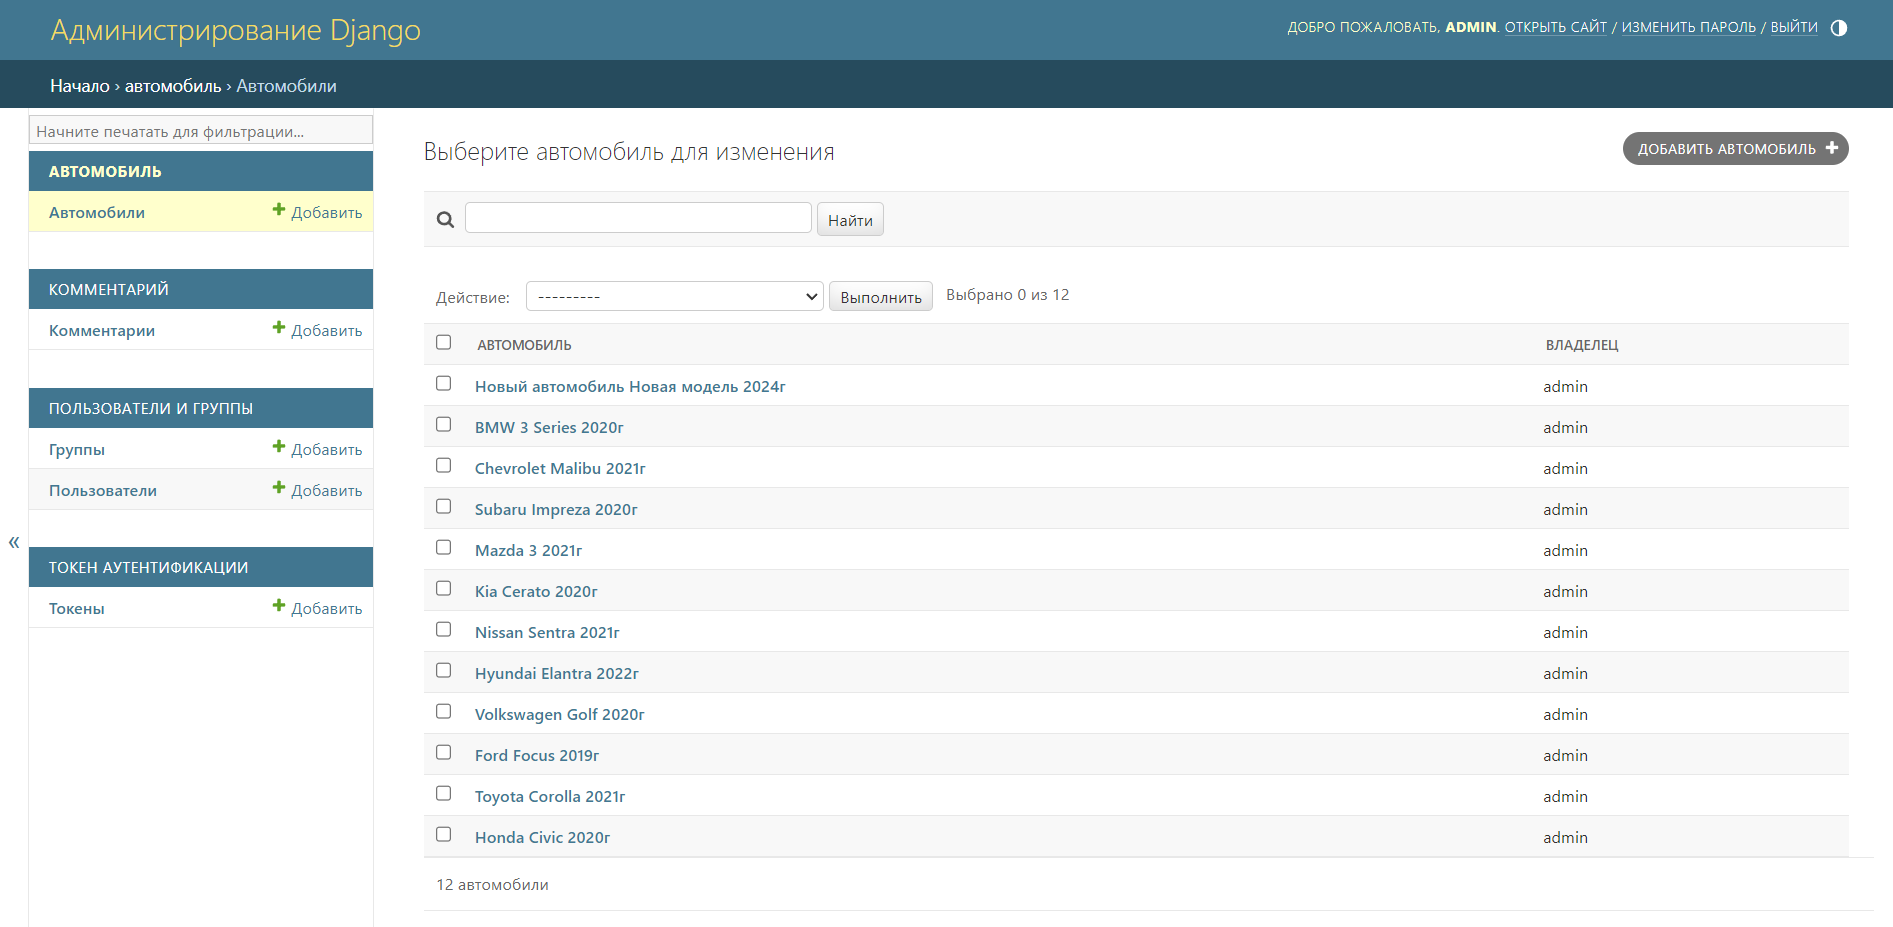 Администрирование Django
ДОБРО ПОЖАЛОВАТЬ, ADMIN. ОТКРЫТЬ САЙТ / ИЗМЕНИТЬ ПАРОЛЬ / ВЫЙТИ
Начало › автомобиль › Автомобили
Начните печатать для фильтрации...
АВТОМОБИЛЬ
Автомобили
Добавить
КОММЕНТАРИЙ
Комментарии
Добавить
ПОЛЬЗОВАТЕЛИ И ГРУППЫ
Группы
Добавить
Пользователи
Добавить
ТОКЕН АУТЕНТИФИКАЦИИ
Токены
Добавить
«
Выберите автомобиль для изменения
ДОБАВИТЬ АВТОМОБИЛЬ
Найти
Действие: --------- Выполнить Выбрано 0 из 12
АВТОМОБИЛЬ ВЛАДЕЛЕЦ
Новый автомобиль Новая модель 2024г admin
BMW 3 Series 2020г admin
Chevrolet Malibu 2021г admin
Subaru Impreza 2020г admin
Mazda 3 2021г admin
Kia Cerato 2020г admin
Nissan Sentra 2021г admin
Hyundai Elantra 2022г admin
Volkswagen Golf 2020г admin
Ford Focus 2019г admin
Toyota Corolla 2021г admin
Honda Civic 2020г admin
12 автомобили